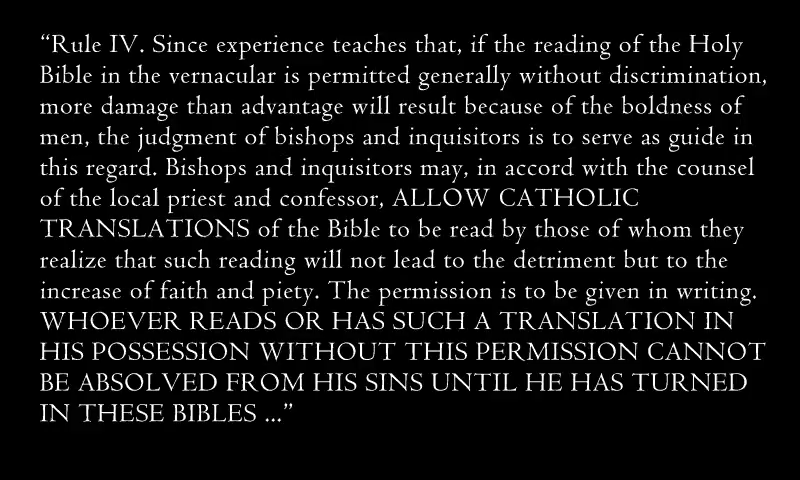 “Rule IV. Since experience teaches that, if the reading of the Holy
Bible in the vernacular is permitted generally without discrimination,
more damage than advantage will result because of the boldness of
men, the judgment of bishops and inquisitors is to serve as guide in
this regard. Bishops and inquisitors may, in accord with the counsel
of the local priest and confessor, ALLOW CATHOLIC
TRANSLATIONS of the Bible to be read by those of whom they
realize that such reading will not lead to the detriment but to the
increase of faith and piety. The permission is to be given in writing.
WHOEVER READS OR HAS SUCH A TRANSLATION IN
HIS POSSESSION WITHOUT THIS PERMISSION CANNOT
BE ABSOLVED FROM HIS SINS UNTIL HE HAS TURNED
IN THESE BIBLES ...”